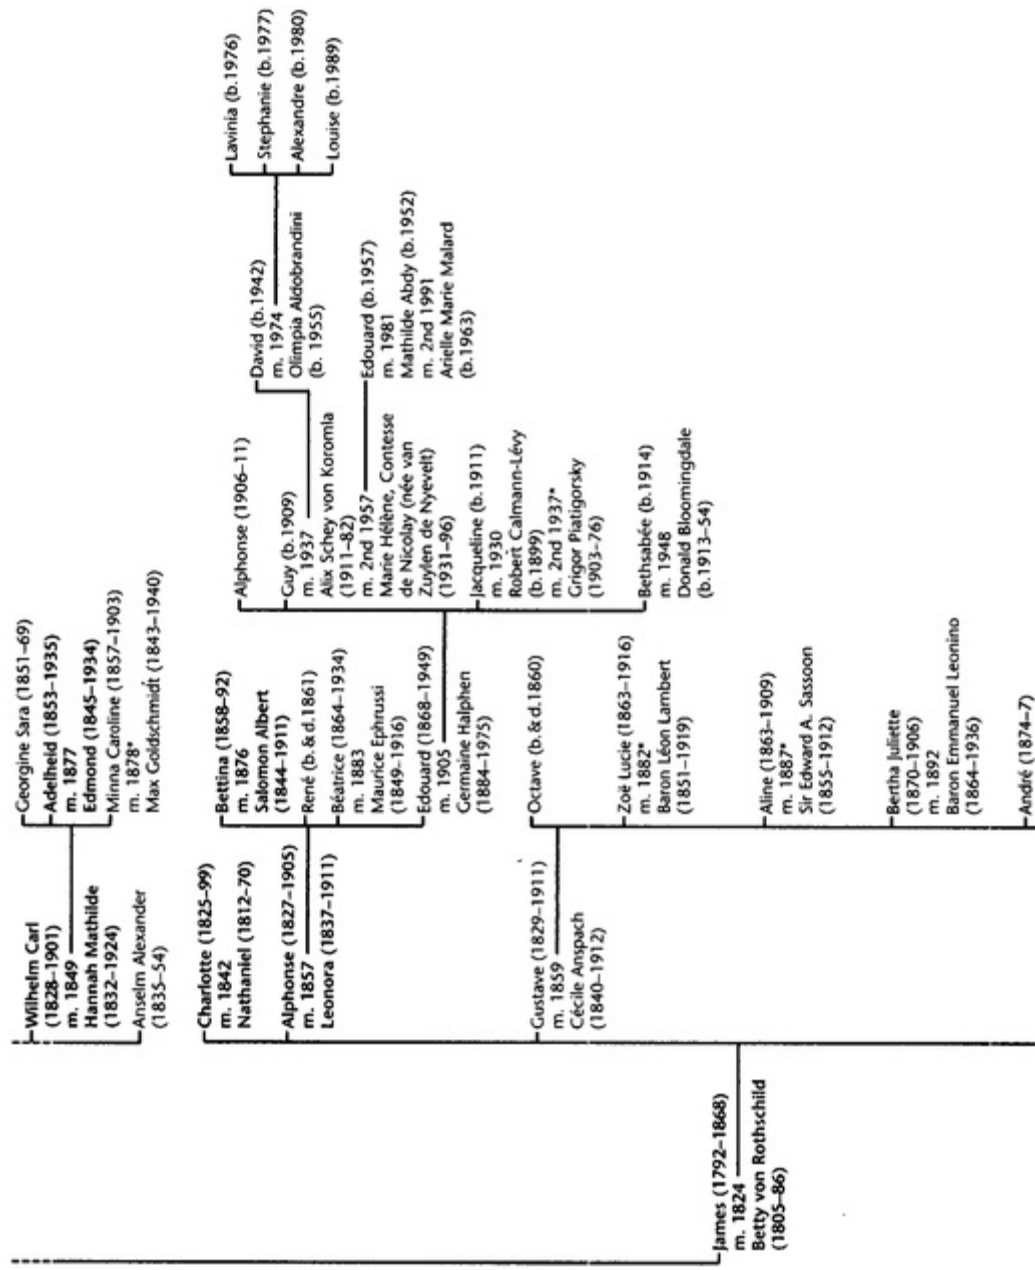 Wilhelm Carl
(1828–1901)
m. 1849
Hannah Mathilde
(1832–1924)
Anselm Alexander
(1835–54)
Georgine Sara (1851–69)
Adelheid (1853–1935)
m. 1877
Edmond (1845–1934)
Minna Caroline (1857–1903)
m. 1878*
Max Goldschmidt (1843–1940)
James (1792–1868)
m. 1824
Betty von Rothschild
(1805–86)
Charlotte (1825–99)
m. 1842
Nathaniel (1812–70)
Alphonse (1827–1905)
m. 1857
Leonora (1837–1911)
Gustave (1829–1911)
m. 1859
Cécile Anspach
(1840–1912)
Bettina (1858–92)
m. 1876
Salomon Albert
(1844–1911)
René (b.& d.1861)
Béatrice (1864–1934)
m. 1883
Maurice Ephrussi
(1849–1916)
Edouard (1868–1949)
m. 1905
Germaine Halphen
(1884–1975)
Octave (b.& d.1860)
Zoë Lucie (1863–1916)
m. 1882*
Baron Léon Lambert
(1851–1919)
Aline (1863–1909)
m. 1887*
Sir Edward A. Sassoon
(1855–1912)
Bertha Juliette
(1870–1906)
m. 1892
Baron Emmanuel Leonino
(1864–1936)
André (1874–7)
Alphonse (1906–11)
Guy (b.1909)
m. 1937
Alix Schey von Koromla
(1911–82)
m. 2nd 1957
Marie Hélène, Contesse
de Nicolay (née van
Zuylen de Nyevelt)
(1931–96)
Jacqueline (b.1911)
m. 1930
Robert Calmann-Lévy
(b.1899)
m. 2nd 1937*
Grigor Piatigorsky
(1903–76)
Bethsabée (b.1914)
m. 1948
Donald Bloomingdale
(b.1913–54)
David (b.1942)
m. 1974
Olimpia Aldobrandini
(b. 1955)
Edouard (b.1957)
m. 1981
Mathilde Abdy (b.1952)
m. 2nd 1991
Arielle Marie Malard
(b.1963)
Lavinia (b.1976)
Stephanie (b.1977)
Alexandre (b.1980)
Louise (b.1989)